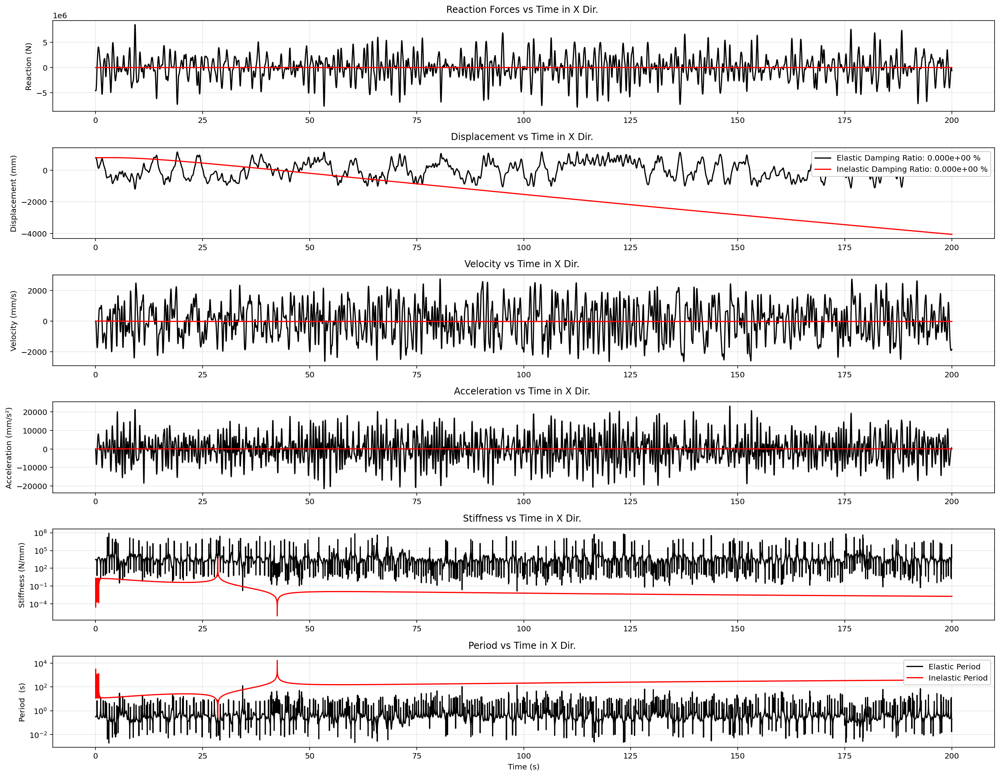 Reaction Forces vs Time in X Dir.
1e6
Reaction (N)
5
0
−5
0 25 50 75 100 125 150 175 200
Displacement vs Time in X Dir.
Displacement (mm)
0
−2000
−4000
Elastic Damping Ratio: 0.000e+00 %
Inelastic Damping Ratio: 0.000e+00 %
0 25 50 75 100 125 150 175 200
Velocity vs Time in X Dir.
Velocity (mm/s)
2000
0
−2000
0 25 50 75 100 125 150 175 200
Acceleration vs Time in X Dir.
Acceleration (mm/s²)
20000
10000
0
−10000
−20000
0 25 50 75 100 125 150 175 200
Stiffness vs Time in X Dir.
Stiffness (N/mm)
10⁸
10⁵
10²
10⁻¹
10⁻⁴
0 25 50 75 100 125 150 175 200
Period vs Time in X Dir.
Period (s)
10⁴
10²
10⁰
10⁻²
Elastic Period
Inelastic Period
0 25 50 75 100 125 150 175 200
Time (s)